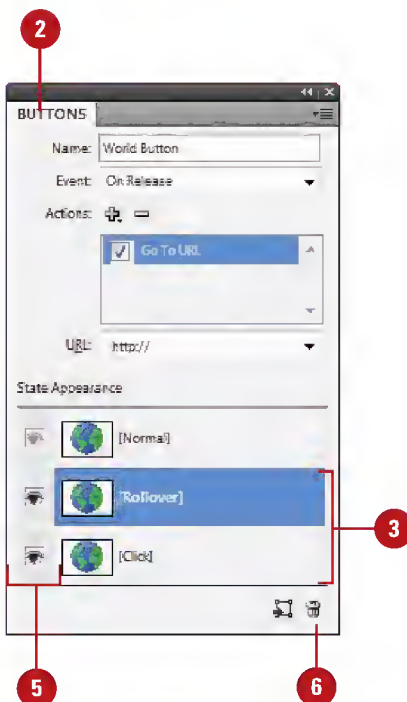 2
BUTTONS
Name: World Button
Event: On Release
Actions:
Go To URL
URL: http://
State Appearance
[Normal]
[Rollover]
3
[Click]
5
6